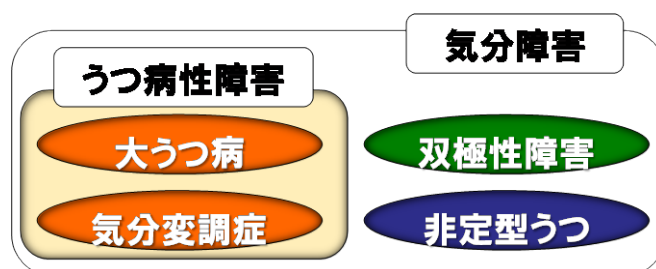 気分障害
うつ病性障害
大うつ病
双極性障害
気分変調症
非定型うつ